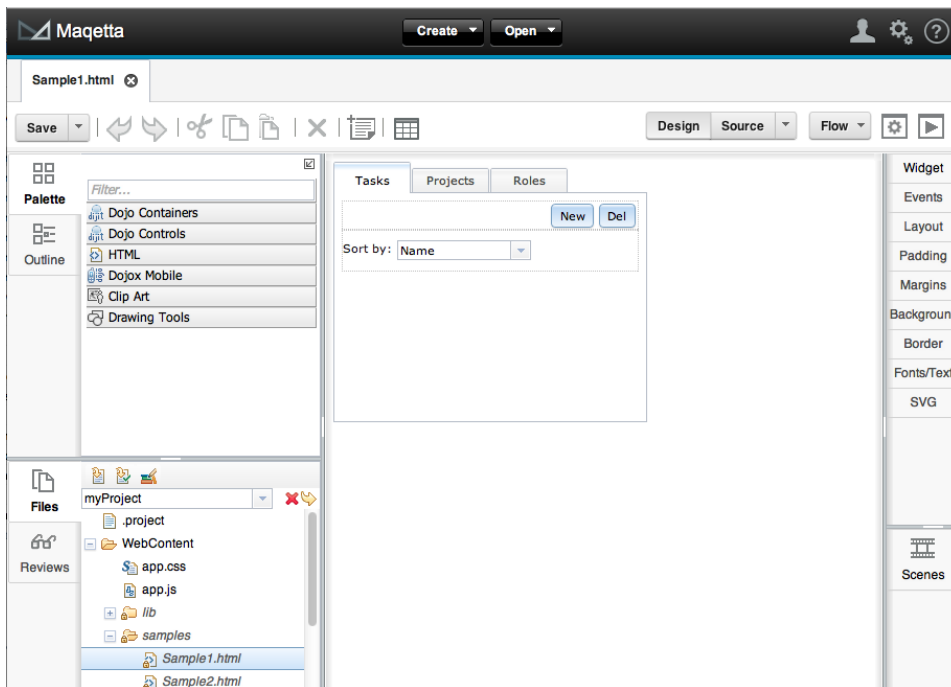 Maqetta
Create
Open
Sample1.html
Save
Design
Source
Flow
Palette
Outline
Filter...
Dojo Containers
Dojo Controls
HTML
Dojox Mobile
Clip Art
Drawing Tools
Tasks
Projects
Roles
New
Del
Sort by:
Name
Widget
Events
Layout
Padding
Margins
Backgroun
Border
Fonts/Text
SVG
Files
Reviews
myProject
.project
WebContent
app.css
app.js
lib
samples
Sample1.html
Sample2.html
Scenes